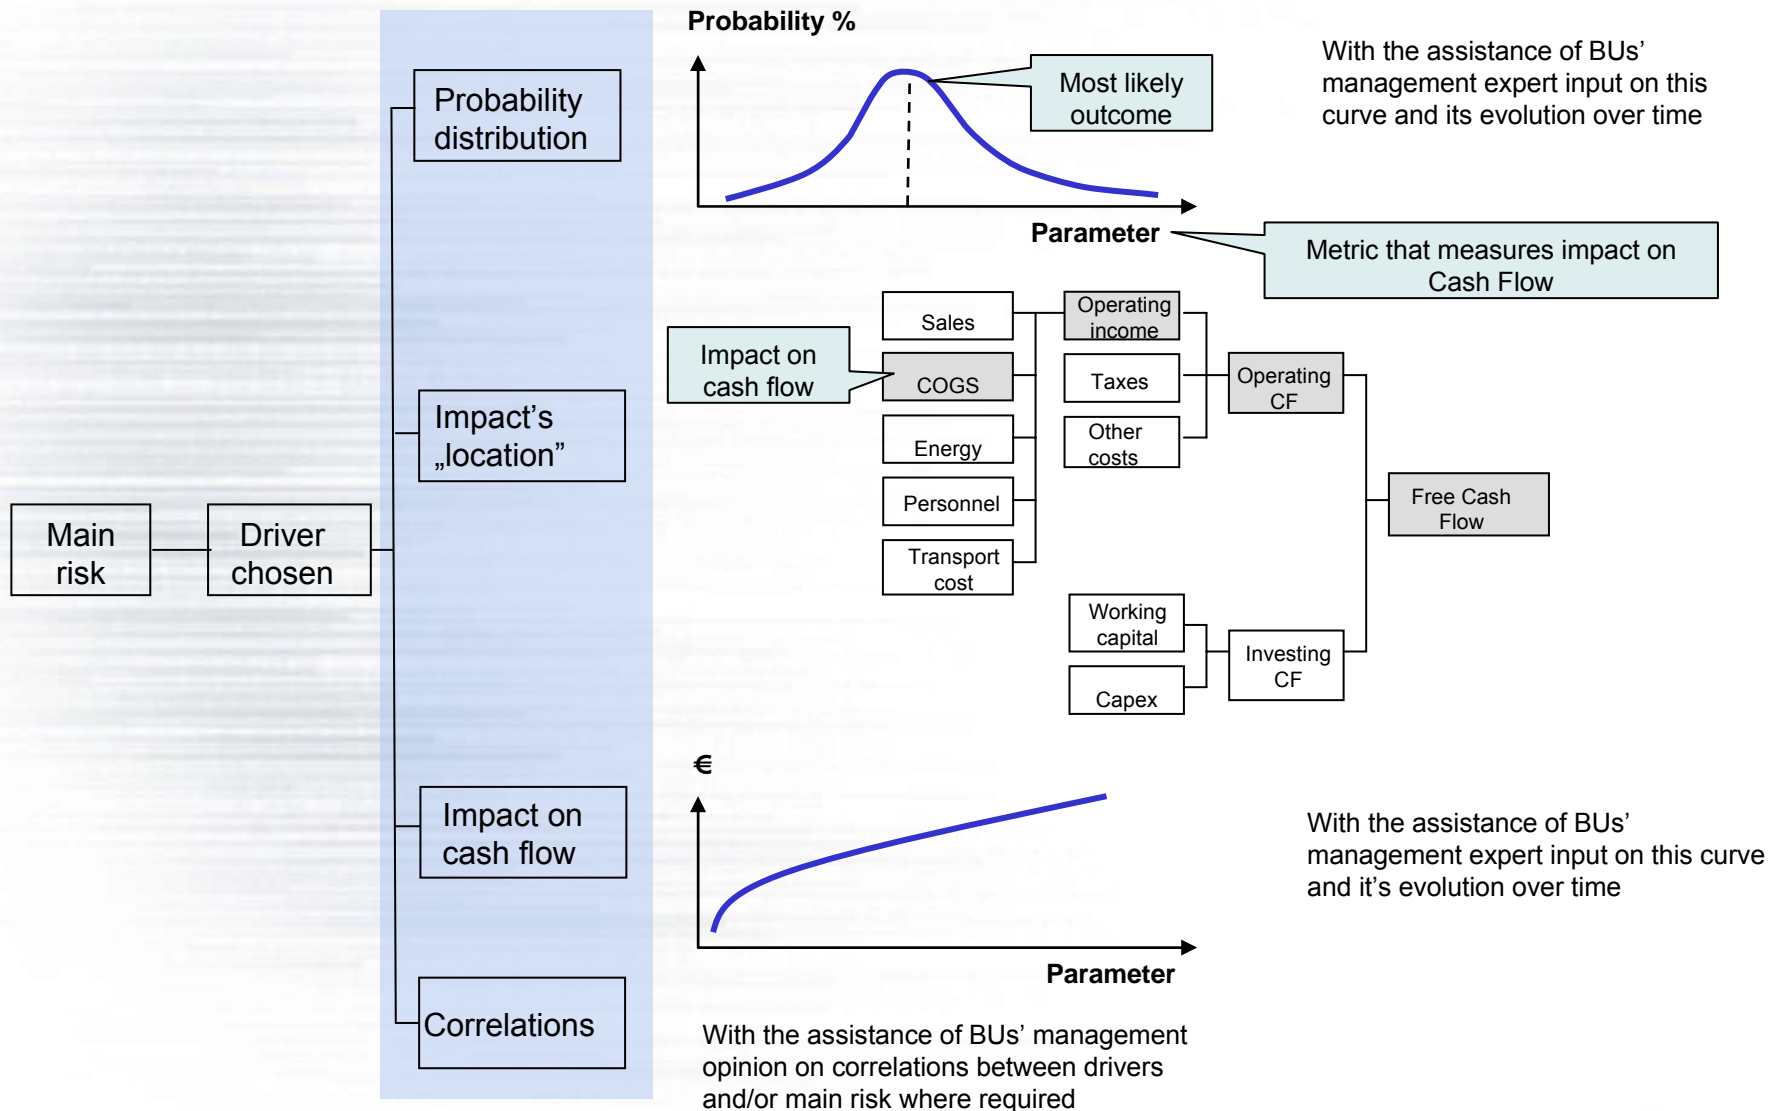 Probability %
With the assistance of BUs’
management expert input on this
curve and its evolution over time
Most likely
outcome
Probability
distribution
Parameter
Metric that measures impact on
Cash Flow
Impact’s
„location”
Impact on
cash flow
Sales
COGS
Energy
Personnel
Transport
cost
Operating
income
Taxes
Other
costs
Operating
CF
Free Cash
Flow
Working
capital
Capex
Investing
CF
Main
risk
Driver
chosen
Impact on
cash flow
€
Parameter
With the assistance of BUs’
management expert input on this curve
and it’s evolution over time
Correlations
With the assistance of BUs’ management
opinion on correlations between drivers
and/or main risk where required